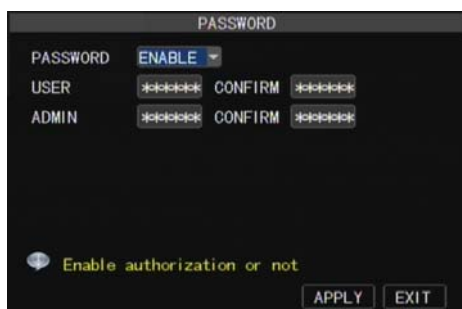 PASSWORD
PASSWORD ENABLE
USER ****** CONFIRM ******
ADMIN ****** CONFIRM ******
Enable authorization or not
APPLY EXIT